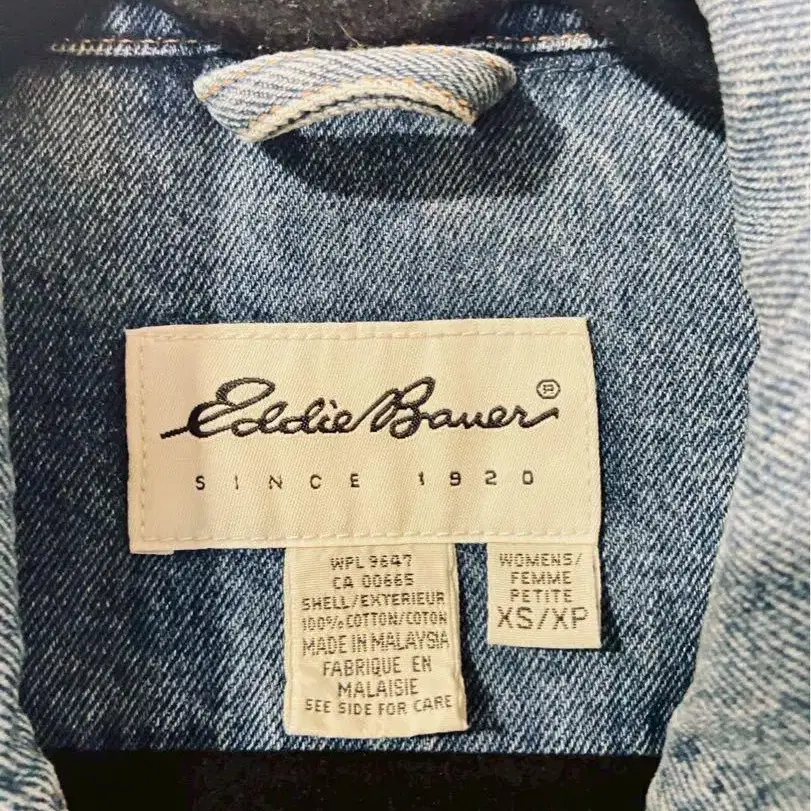 Eddie Bauer ®
SINCE 1920
WPL 9647
CA 00665
SHELL/EXTERIEUR
100% COTTON/COTON
MADE IN MALAYSIA
FABRIQUE EN
MALAISIE
SEE SIDE FOR CARE
WOMENS/
FEMME
PETITE
XS/XP